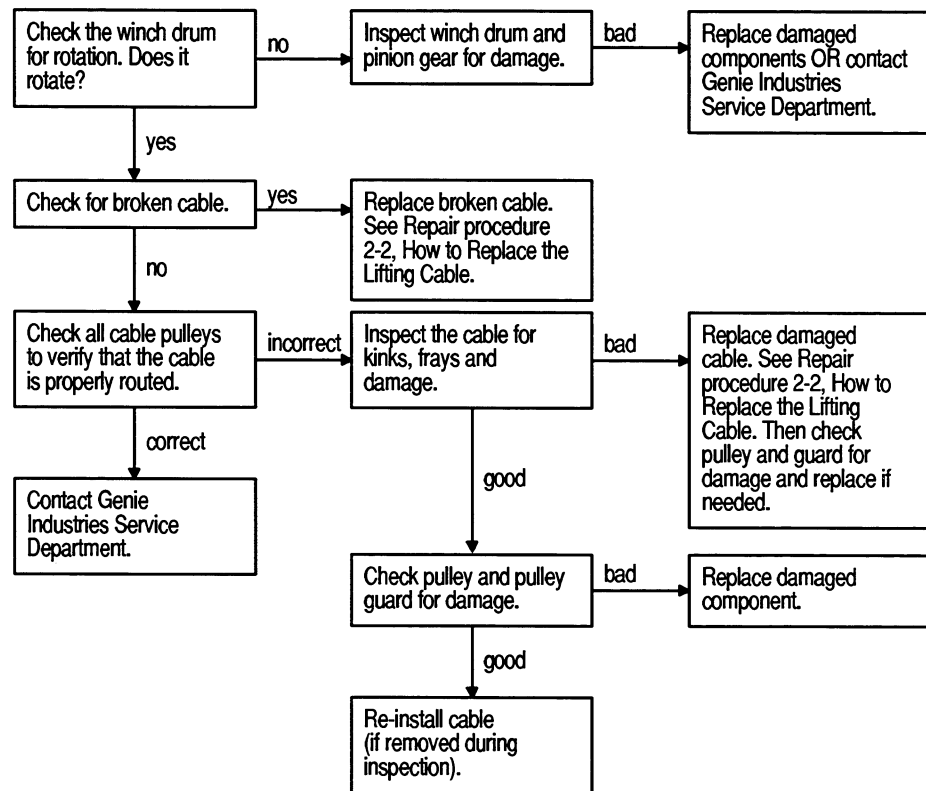 Check the winch drum
for rotation. Does it
rotate?
no
Inspect winch drum and
pinion gear for damage.
bad
Replace damaged
components OR contact
Genie Industries
Service Department.
yes
Check for broken cable.
yes
Replace broken cable.
See Repair procedure
2-2, How to Replace the
Lifting Cable.
no
Check all cable pulleys
to verify that the cable
is properly routed.
incorrect
Inspect the cable for
kinks, frays and
damage.
bad
Replace damaged
cable. See Repair
procedure 2-2, How to
Replace the Lifting
Cable. Then check
pulley and guard for
damage and replace if
needed.
correct
Contact Genie
Industries Service
Department.
good
Check pulley and pulley
guard for damage.
bad
Replace damaged
component.
good
Re-install cable
(if removed during
inspection).